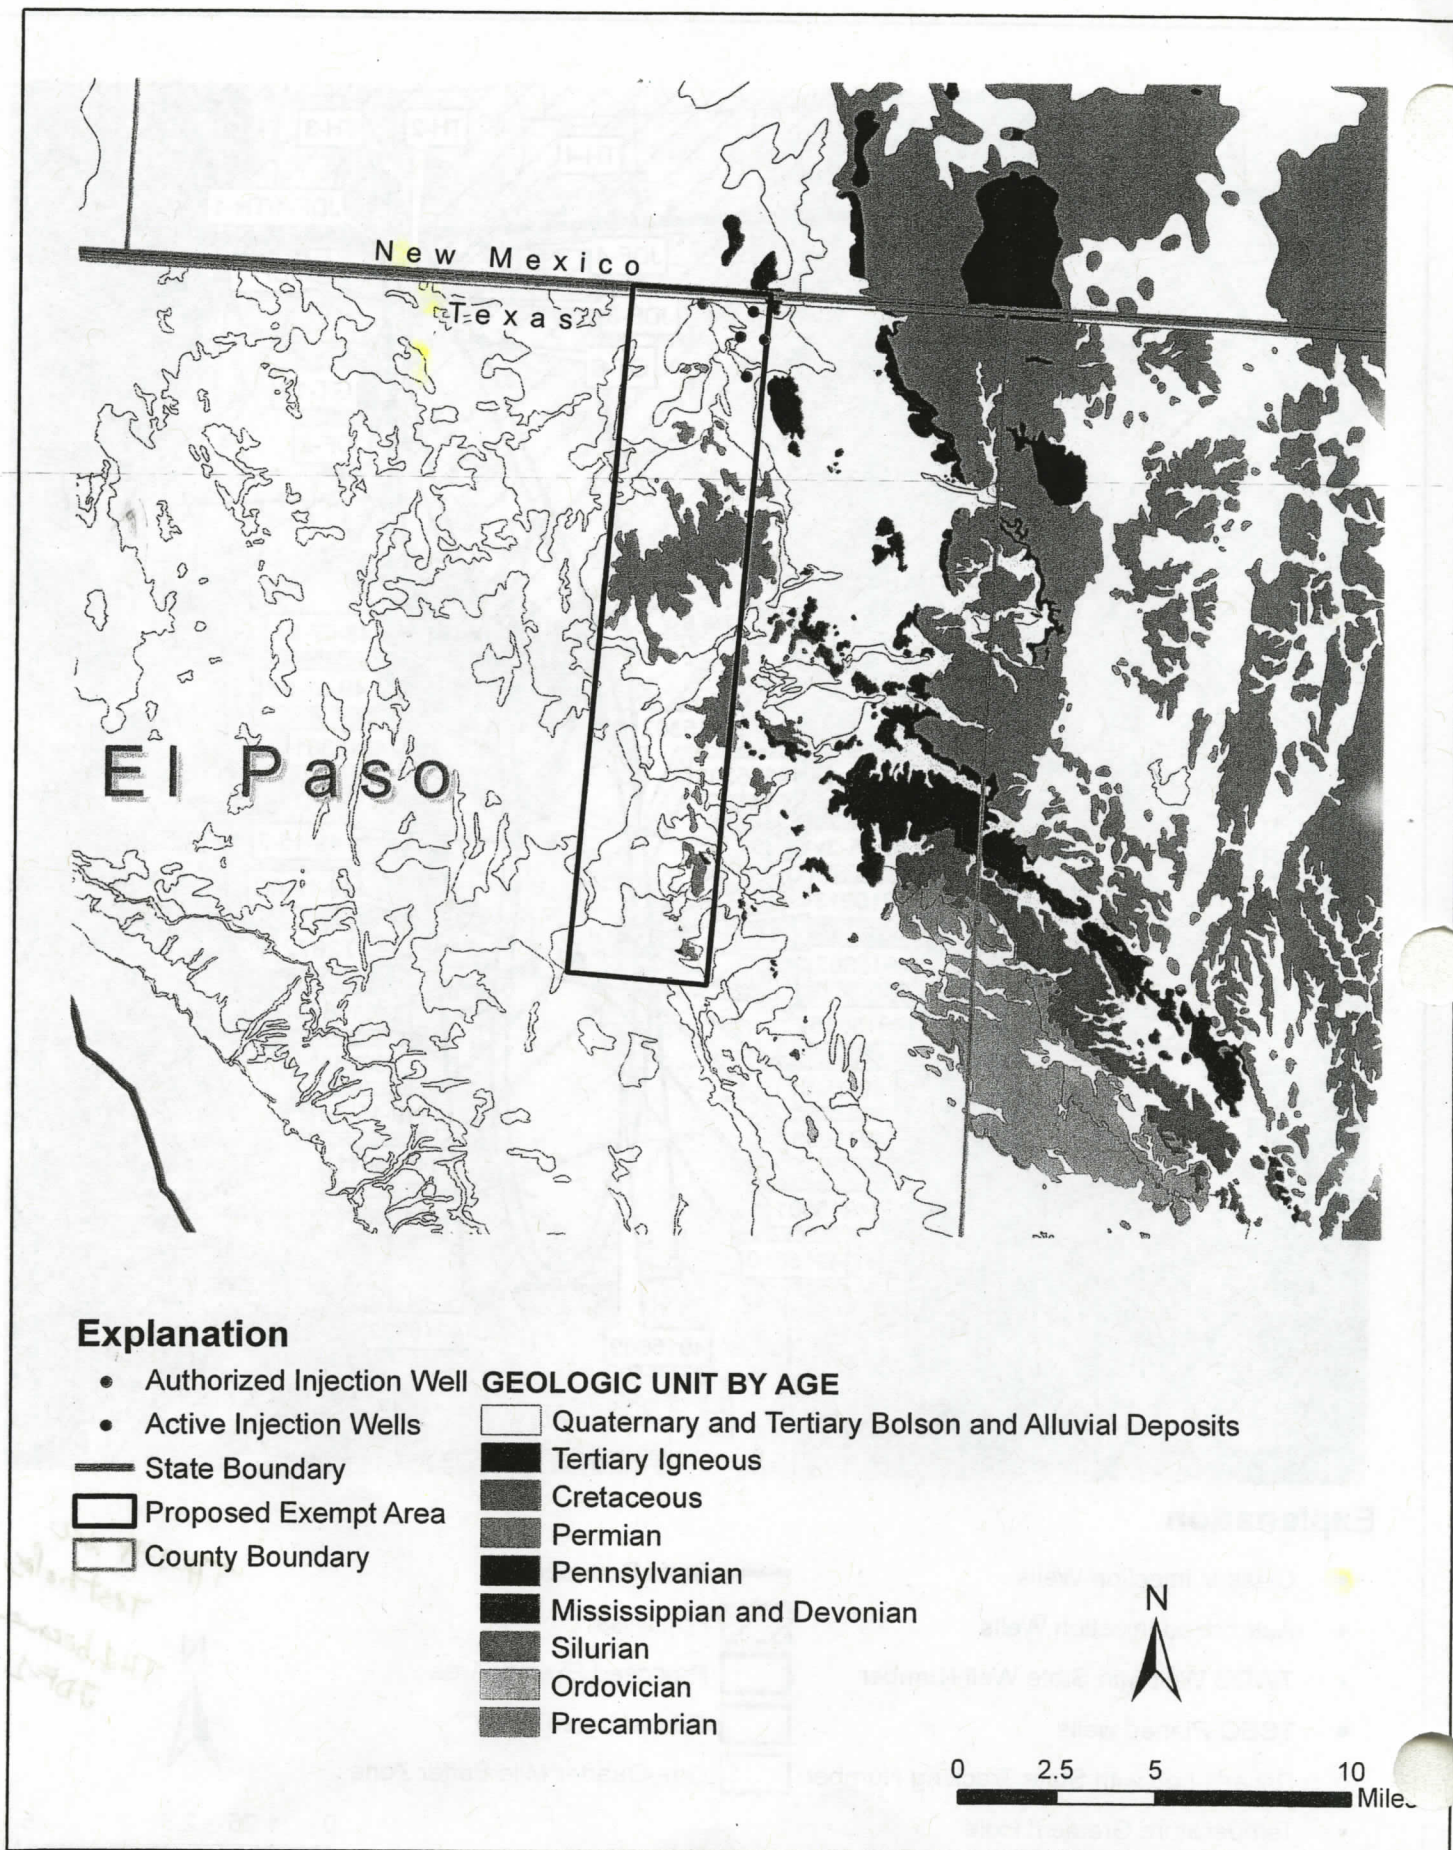 New Mexico
Texas
El Paso
Explanation
Authorized Injection Well
Active Injection Wells
State Boundary
Proposed Exempt Area
County Boundary
GEOLOGIC UNIT BY AGE
Quaternary and Tertiary Bolson and Alluvial Deposits
Tertiary Igneous
Cretaceous
Permian
Pennsylvanian
Mississippian and Devonian
Silurian
Ordovician
Precambrian
N
0 2.5 5 10
Miles